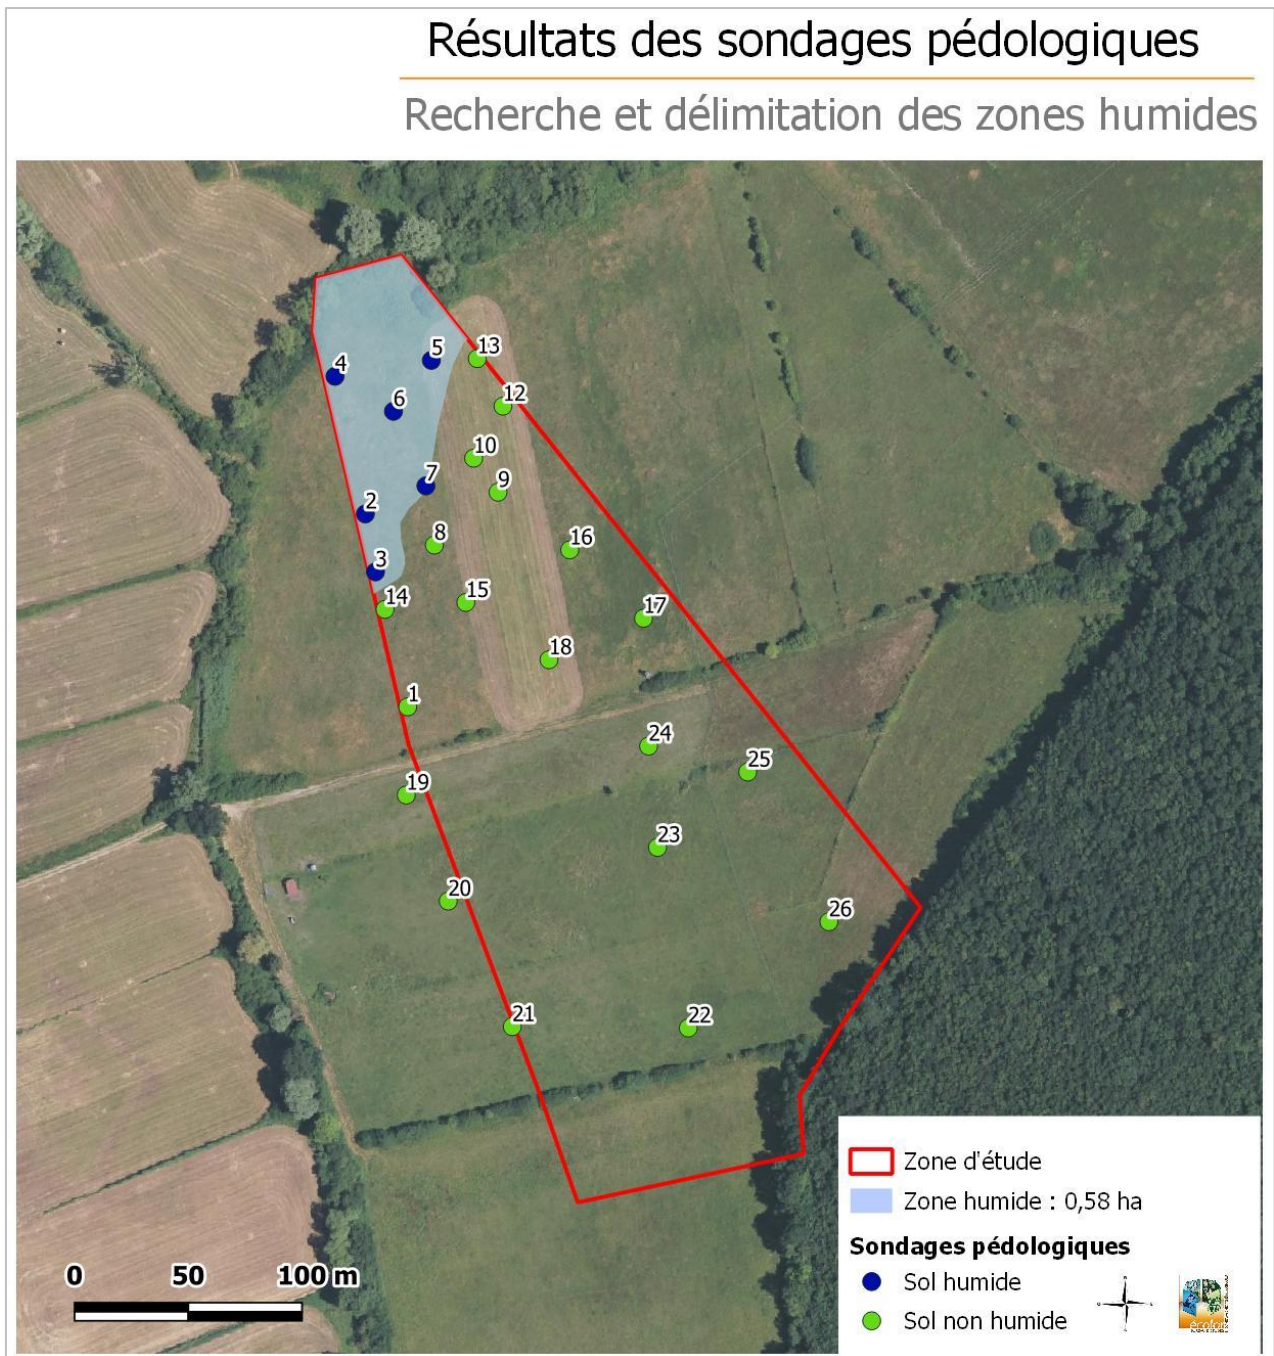 Résultats des sondages pédologiques
Recherche et délimitation des zones humides
5
13
4
12
6
10
7
9
2
8
16
3
14
15
17
18
1
24
25
19
23
20
26
21
22
Zone d'étude
Zone humide : 0,58 ha
Sondages pédologiques
Sol humide
Sol non humide
0 50 100 m
écolor